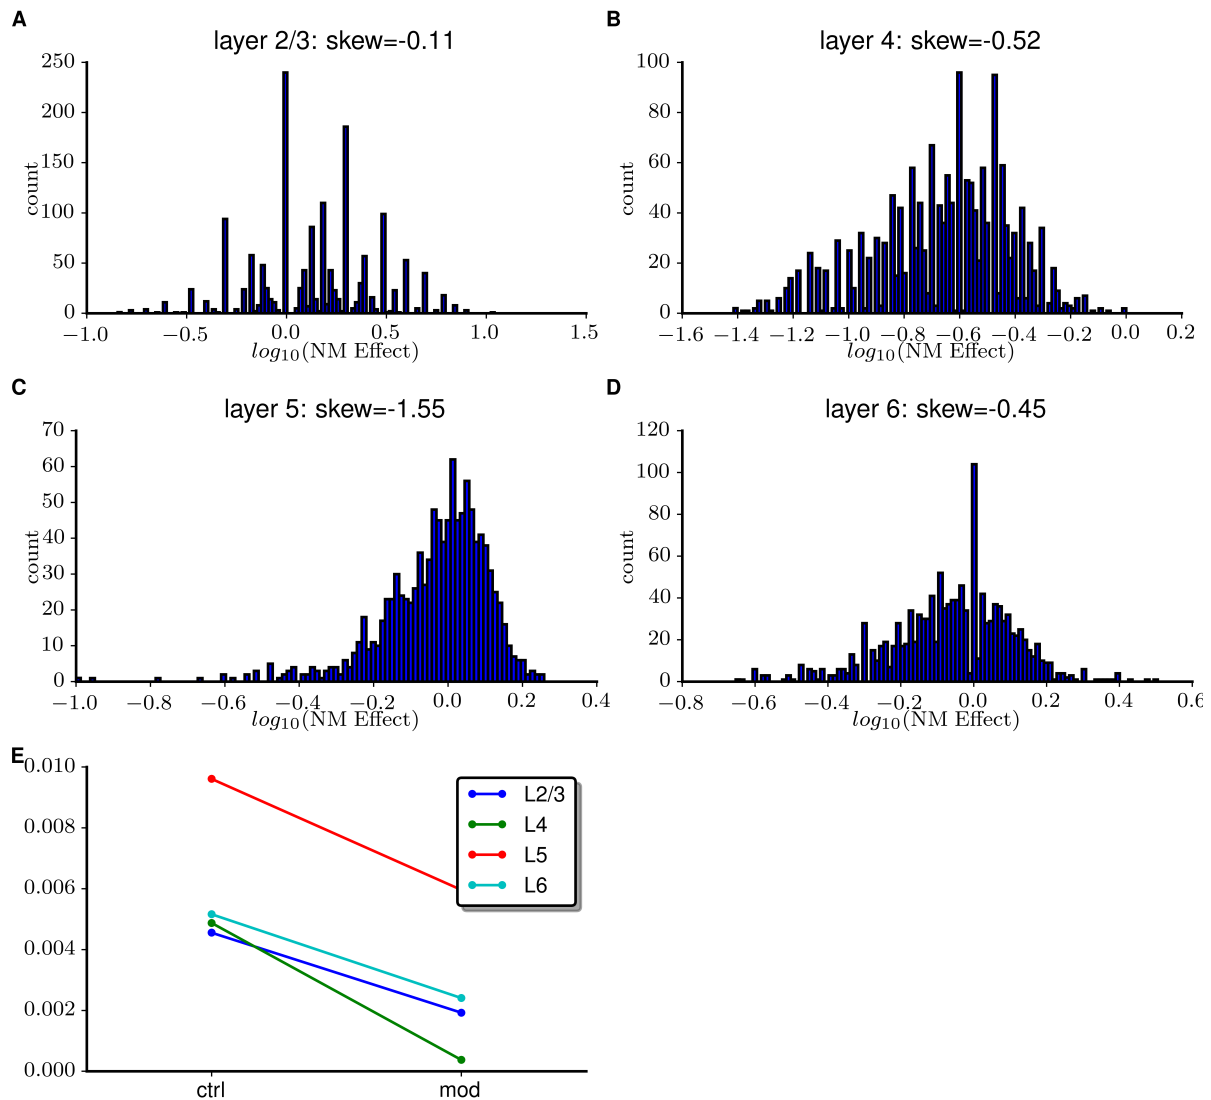 A
layer 2/3: skew=-0.11
count
250
200
150
100
50
0
−1.0 −0.5 0.0 0.5 1.0 1.5
log10(NM Effect)
B
layer 4: skew=-0.52
count
100
80
60
40
20
0
−1.6 −1.4 −1.2 −1.0 −0.8 −0.6 −0.4 −0.2 0.0 0.2
log10(NM Effect)
C
layer 5: skew=-1.55
count
70
60
50
40
30
20
10
0
−1.0 −0.8 −0.6 −0.4 −0.2 0.0 0.2 0.4
log10(NM Effect)
D
layer 6: skew=-0.45
count
120
100
80
60
40
20
0
−0.8 −0.6 −0.4 −0.2 0.0 0.2 0.4 0.6
log10(NM Effect)
E
0.010
0.008
0.006
0.004
0.002
0.000
ctrl mod
L2/3
L4
L5
L6